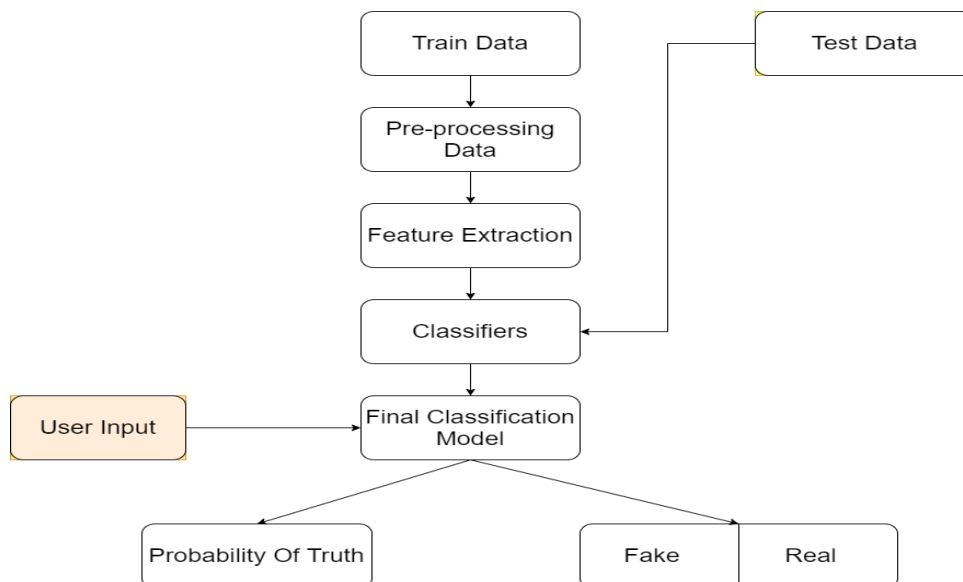 Train Data
Test Data
Pre-processing
Data
Feature Extraction
Classifiers
User Input
Final Classification
Model
Probability Of Truth
Fake
Real